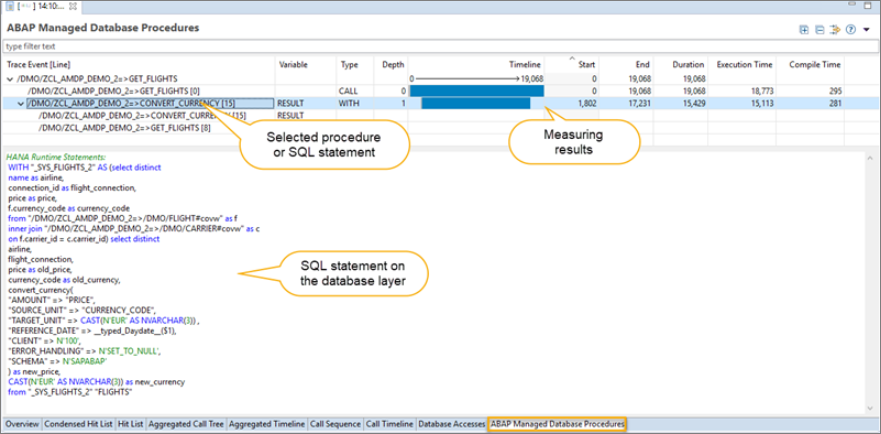 14:10:...
ABAP Managed Database Procedures
type filter text
Trace Event [Line] Variable Type Depth Timeline Start End Duration Execution Time Compile Time
/DMO/ZCL_AMDP_DEMO_2=>GET_FLIGHTS 0 19,068 0 19,068 19,068
/DMO/ZCL_AMDP_DEMO_2=>GET_FLIGHTS [0] CALL 0 0 19,068 19,068 18,773 295
/DMO/ZCL_AMDP_DEMO_2=>CONVERT_CURRENCY [15] RESULT WITH 1 1,802 17,231 15,429 15,113 281
/DMO/ZCL_AMDP_DEMO_2=>CONVERT_CURRENCY [15] RESULT
/DMO/ZCL_AMDP_DEMO_2=>GET_FLIGHTS [8]
Selected procedure
or SQL statement
Measuring
results
HANA Runtime Statements:
WITH "_SYS_FLIGHTS_2" AS (select distinct
name as airline,
connection_id as flight_connection,
price as price,
f.currency_code as currency_code
from "/DMO/ZCL_AMDP_DEMO_2=>/DMO/FLIGHT#covw" as f
inner join "/DMO/ZCL_AMDP_DEMO_2=>/DMO/CARRIER#covw" as c
on f.carrier_id = c.carrier_id) select distinct
airline,
flight_connection,
price as old_price,
currency_code as old_currency,
convert_currency(
"AMOUNT" => "PRICE",
"SOURCE_UNIT" => "CURRENCY_CODE",
"TARGET_UNIT" => CAST(N'EUR' AS NVARCHAR(3)) ,
"REFERENCE_DATE" => __typed_Daydate__($1),
"CLIENT" => N'100',
"ERROR_HANDLING" => N'SET_TO_NULL',
"SCHEMA" => N'SAPABAP'
) as new_price,
CAST(N'EUR' AS NVARCHAR(3)) as new_currency
from "_SYS_FLIGHTS_2" "FLIGHTS"
SQL statement on
the database layer
Overview Condensed Hit List Hit List Aggregated Call Tree Aggregated Timeline Call Sequence Call Timeline Database Accesses ABAP Managed Database Procedures